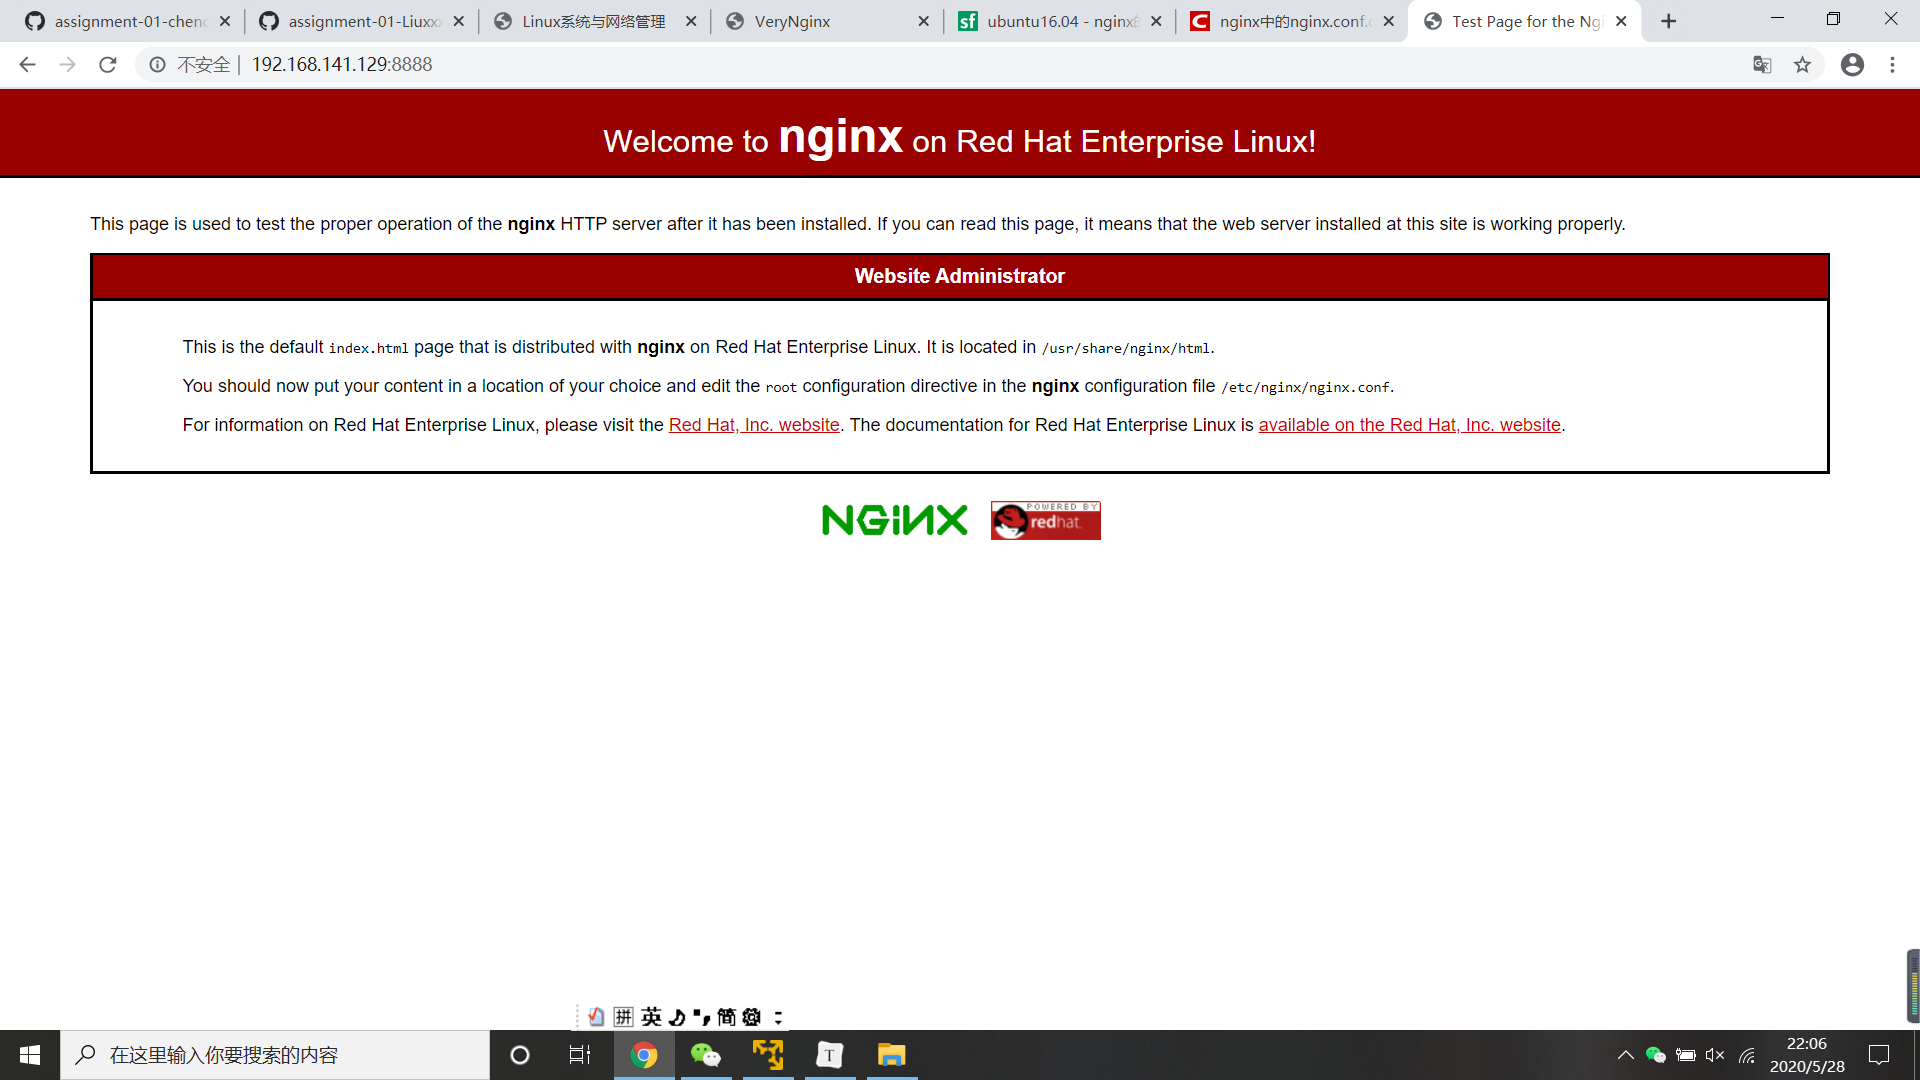 assignment-01-chen
assignment-01-Liuxx
Linux系统与网络管理
VeryNginx
ubuntu16.04 - nginx
nginx中的nginx.conf.
Test Page for the Ng
不安全 | 192.168.141.129:8888
Welcome to nginx on Red Hat Enterprise Linux!
This page is used to test the proper operation of the nginx HTTP server after it has been installed. If you can read this page, it means that the web server installed at this site is working properly.
Website Administrator
This is the default index.html page that is distributed with nginx on Red Hat Enterprise Linux. It is located in /usr/share/nginx/html.
You should now put your content in a location of your choice and edit the root configuration directive in the nginx configuration file /etc/nginx/nginx.conf.
For information on Red Hat Enterprise Linux, please visit the Red Hat, Inc. website. The documentation for Red Hat Enterprise Linux is available on the Red Hat, Inc. website.
NGINX
POWERED BY
redhat.
拼 英 简
在这里输入你要搜索的内容
T
22:06
2020/5/28